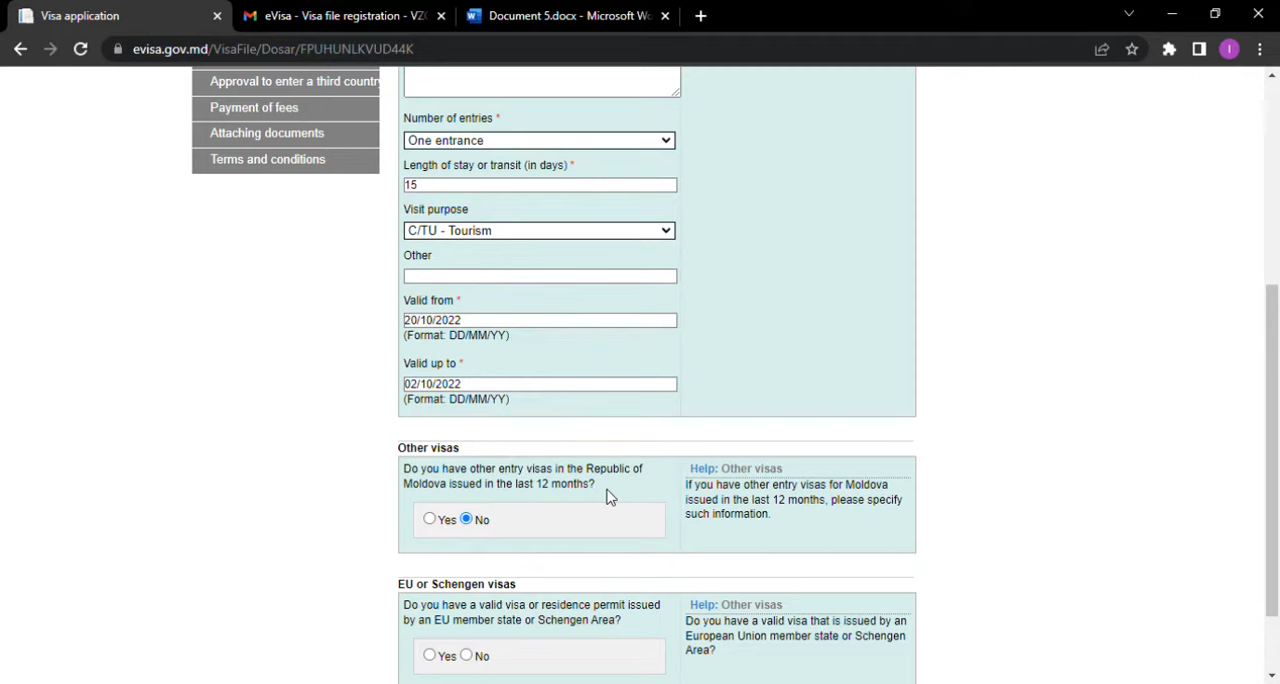 Visa application
eVisa - Visa file registration - VZC
Document 5.docx - Microsoft Wo
evisa.gov.md/VisaFile/Dosar/FPUHUNLKVUD44K
I
Approval to enter a third country
Payment of fees
Attaching documents
Terms and conditions
Number of entries *
One entrance
Length of stay or transit (in days) *
15
Visit purpose
C/TU - Tourism
Other
Valid from *
20/10/2022
(Format: DD/MM/YY)
Valid up to *
02/10/2022
(Format: DD/MM/YY)
Other visas
Do you have other entry visas in the Republic of
Moldova issued in the last 12 months?
Yes No
Help: Other visas
If you have other entry visas for Moldova
issued in the last 12 months, please specify
such information.
EU or Schengen visas
Do you have a valid visa or residence permit issued
by an EU member state or Schengen Area?
Yes No
Help: Other visas
Do you have a valid visa that is issued by an
European Union member state or Schengen
Area?